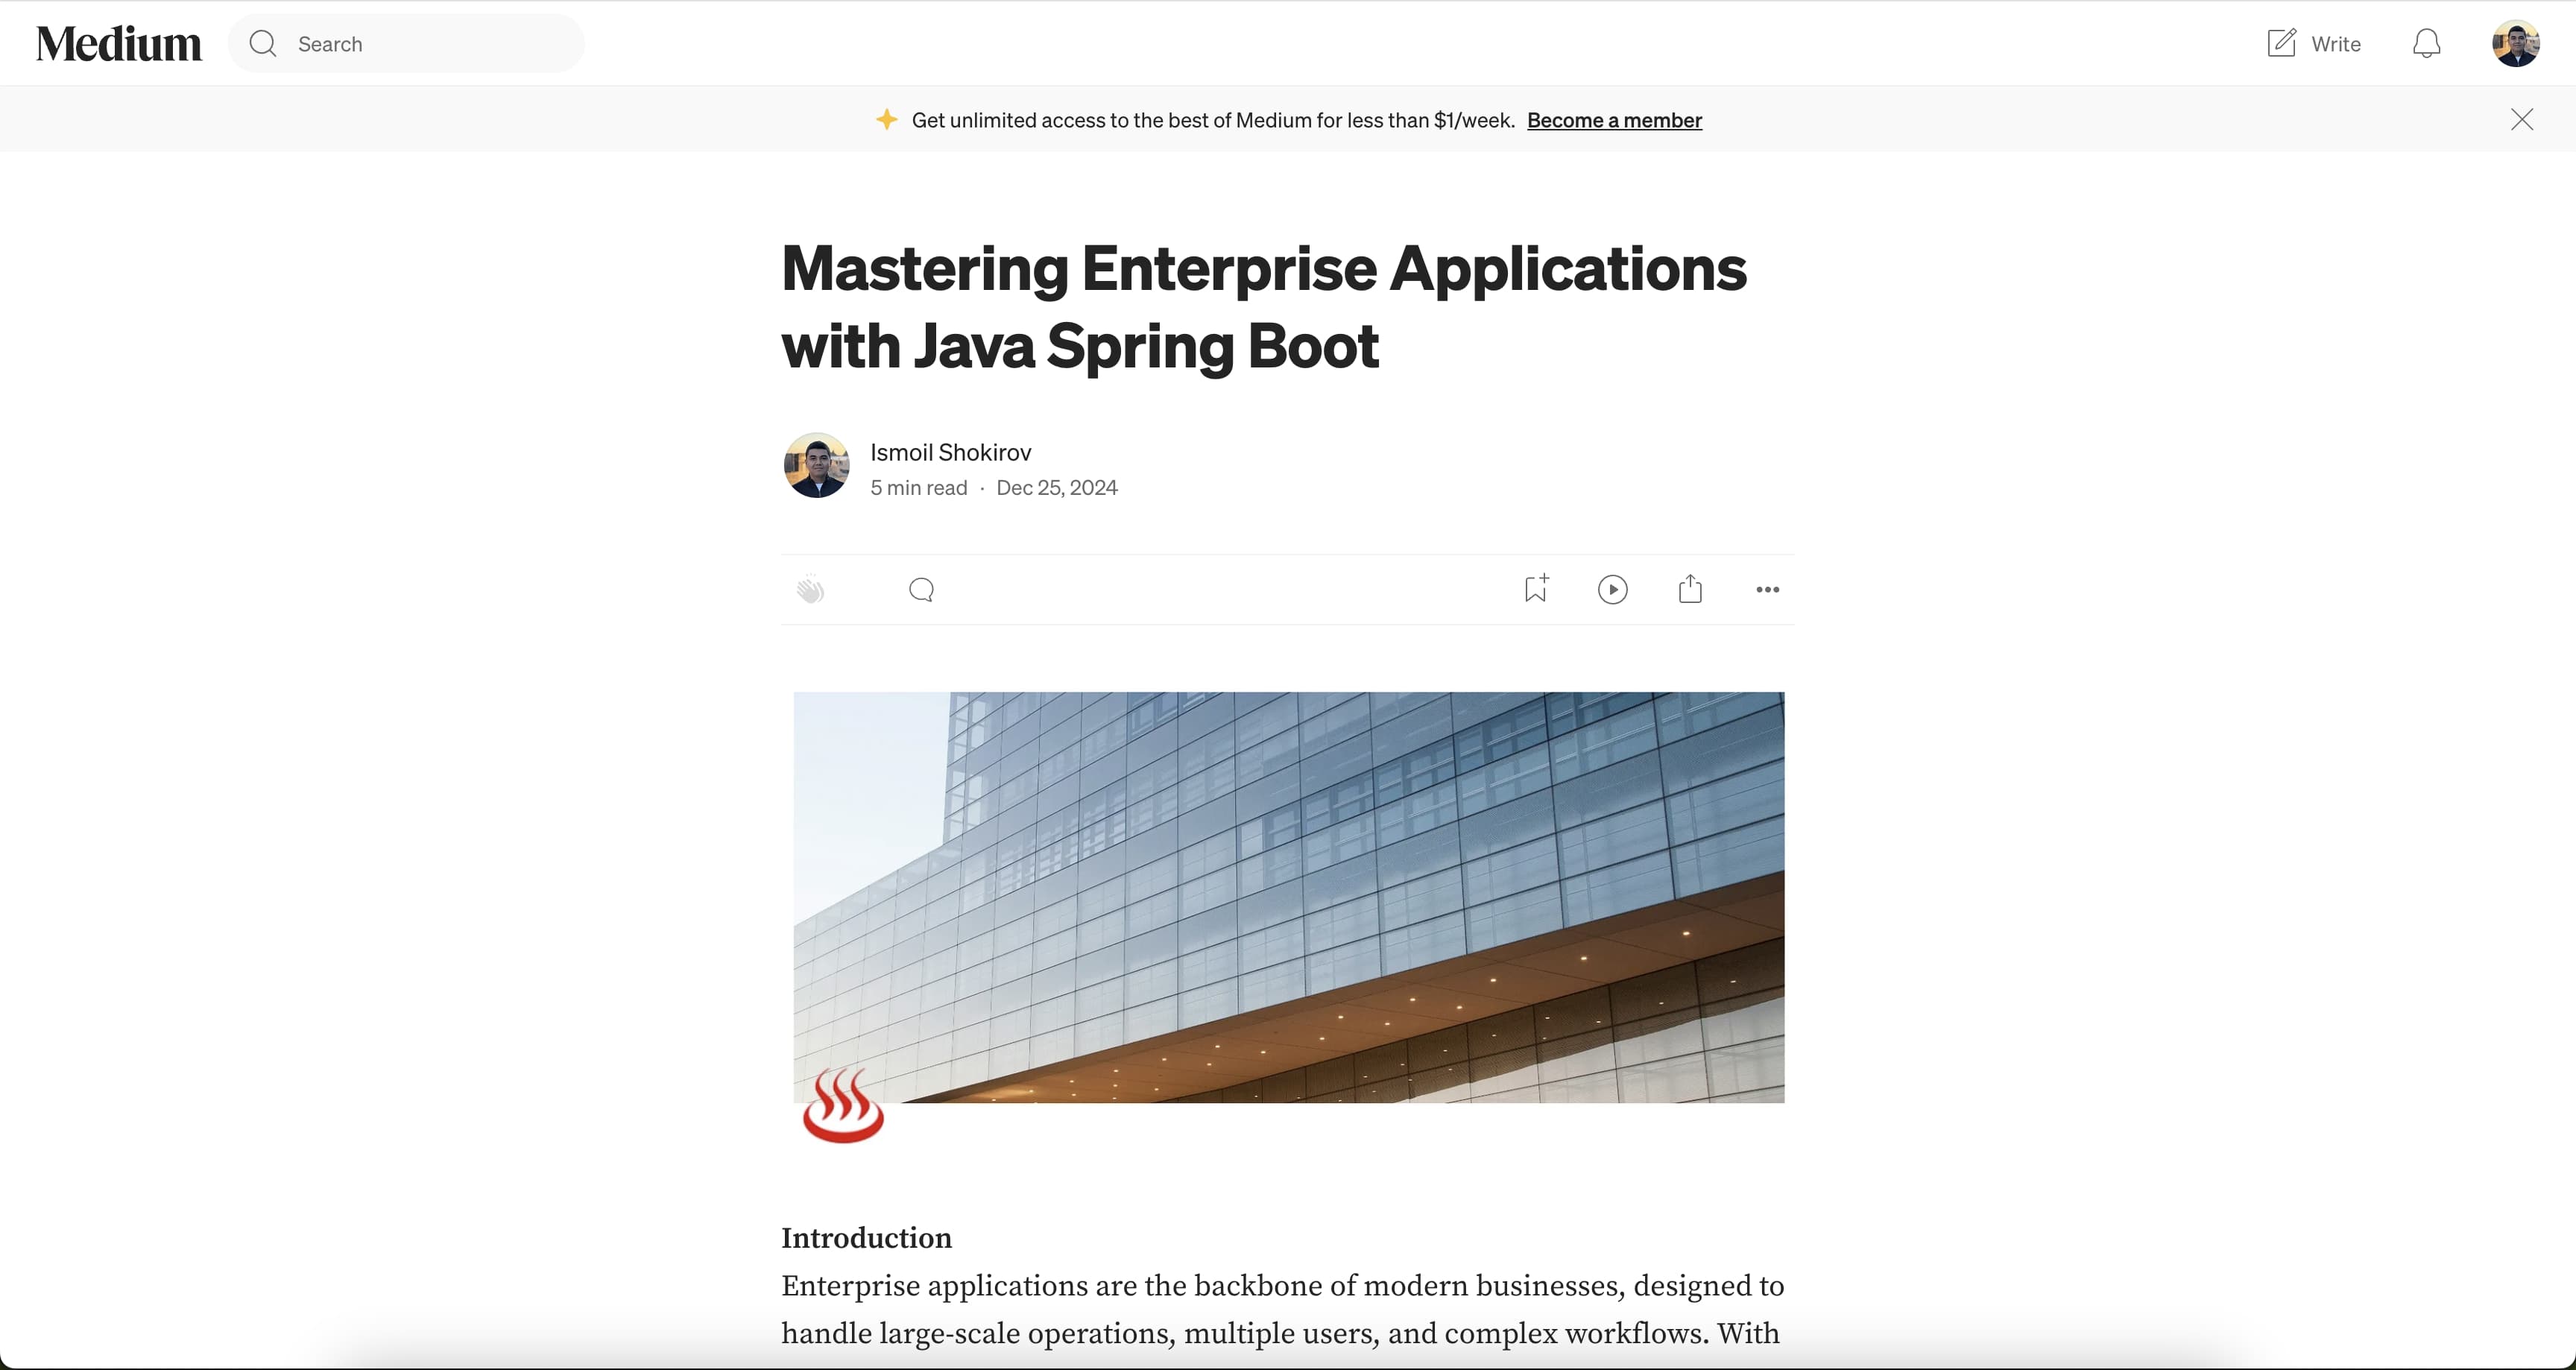 Medium
Search
Write
Get unlimited access to the best of Medium for less than $1/week. Become a member
Mastering Enterprise Applications
with Java Spring Boot
Ismoil Shokirov
5 min read · Dec 25, 2024
Introduction
Enterprise applications are the backbone of modern businesses, designed to
handle large-scale operations, multiple users, and complex workflows. With